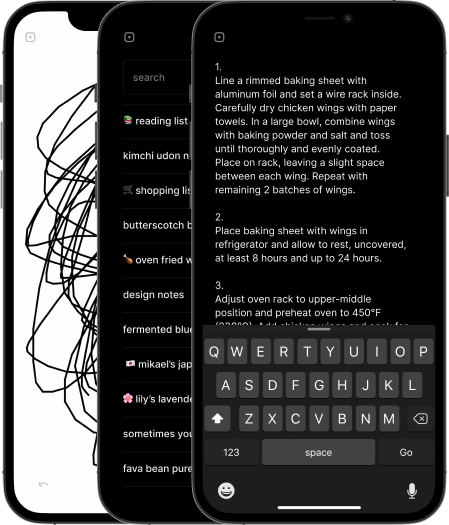 search
📚 reading list
kimchi udon n
🛒 shopping lis
butterscotch b
🍗 oven fried w
design notes
fermented blue
🇯🇵 mikael's jap
🌸 lily's lavende
sometimes you
fava bean pure
1.
Line a rimmed baking sheet with
aluminum foil and set a wire rack inside.
Carefully dry chicken wings with paper
towels. In a large bowl, combine wings
with baking powder and salt and toss
until thoroughly and evenly coated.
Place on rack, leaving a slight space
between each wing. Repeat with
remaining 2 batches of wings.
2.
Place baking sheet with wings in
refrigerator and allow to rest, uncovered,
at least 8 hours and up to 24 hours.
3.
Adjust oven rack to upper-middle
position and preheat oven to 450°F
Q W E R T Y U I O P
A S D F G H J K L
Z X C V B N M
123 space Go